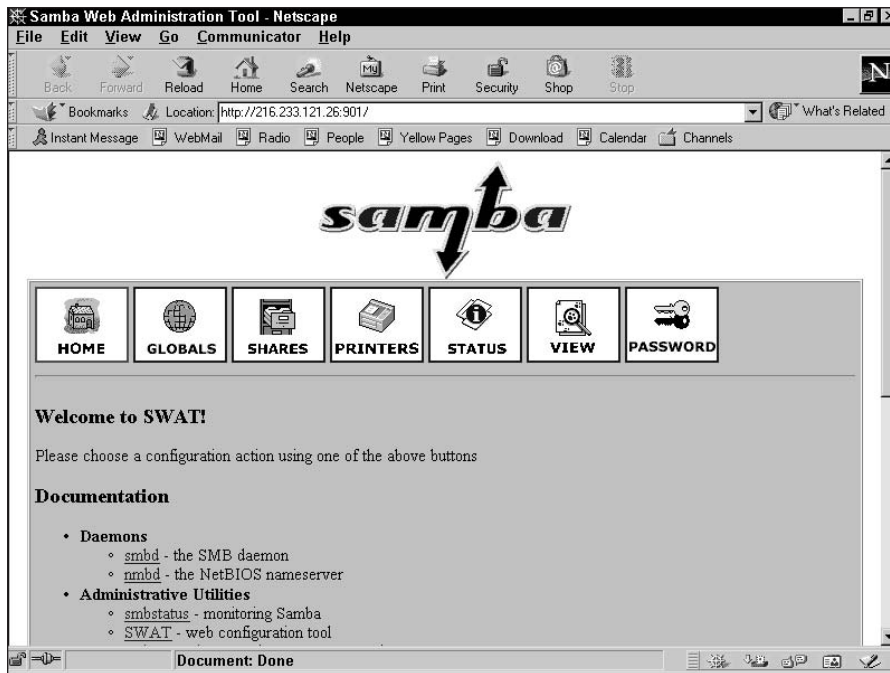 Samba Web Administration Tool - Netscape
File Edit View Go Communicator Help
Back Forward Reload Home Search Netscape Print Security Shop Stop
My
N
Bookmarks Location: http://216.233.121.26:901/ What's Related
Instant Message WebMail Radio People Yellow Pages Download Calendar Channels
samba
HOME GLOBALS SHARES PRINTERS STATUS VIEW PASSWORD
Welcome to SWAT!
Please choose a configuration action using one of the above buttons
Documentation
• Daemons
◦ smbd - the SMB daemon
◦ nmbd - the NetBIOS nameserver
• Administrative Utilities
◦ smbstatus - monitoring Samba
◦ SWAT - web configuration tool
Document: Done